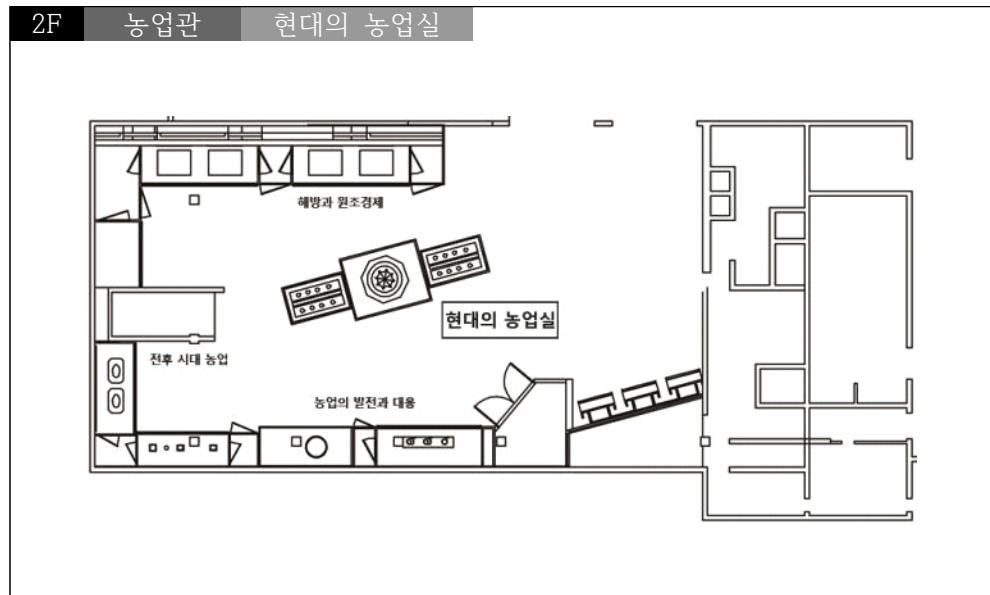 2F 농업관 현대의 농업실
해방과 원조경제
현대의 농업실
전후 시대 농업
농업의 발전과 대응